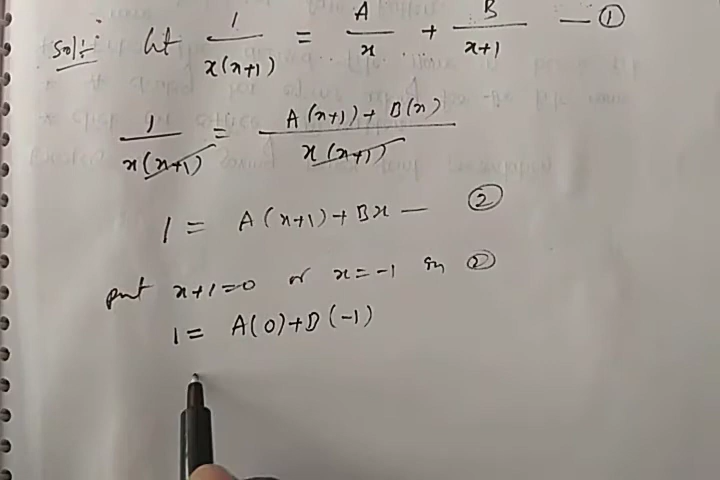 Sol:- let 1/x(x+1) = A/x + B/x+1 — ①
1/x(x+1) = A(x+1) + B(x)/x(x+1)
1 = A(x+1) + Bx — ②
put x+1=0 or x=-1 in ②
1 = A(0)+B(-1)